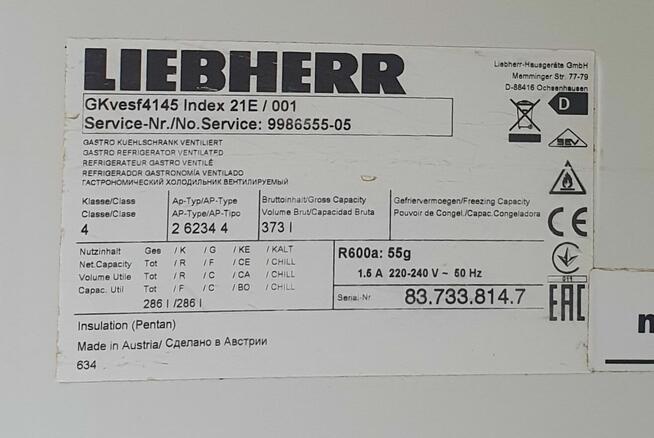 LIEBHERR
Liebherr-Hausgeräte GmbH
Memminger Str. 77-79
D-88416 Ochsenhausen
GKvesf4145 Index 21E / 001
Service-Nr./No.Service: 9986555-05
D
SEV
GASTRO KUEHLSCHRANK VENTILIERT
GASTRO REFRIGERATOR VENTILATED
REFRIGERATEUR GASTRO VENTILÉ
REFRIGERADOR GASTRONOMIA VENTILADO
ГАСТРОНОМИЧЕСКИЙ ХОЛОДИЛЬНИК ВЕНТИЛИРУЕМЫЙ
Klasse/Class
Classe/Clase
4
Ap-Typ/AP-Type
AP-Type/AP-Tipo
2 6234 4
Bruttoinhalt/Gross Capacity
Volume Brut/Capacidad Bruta
373 l
Gefriervermoegen/Freezing Capacity
Pouvoir de Congel./Capac.Congeladora
CE
Nutzinhalt Ges / K / G / KE / KALT
Net.Capacity Tot / R / F / CE / CHILL
Volume Utile Tot / R / C / CA / CHILL
Capac. Util Tot / F / C / BO / CHILL
286 l /286 l
R600a: 55g
1.5 A 220-240 V ~ 50 Hz
Serial-Nr 83.733.814.7
EAC
Insulation (Pentan)
Made in Austria/ Сделано в Австрии
634